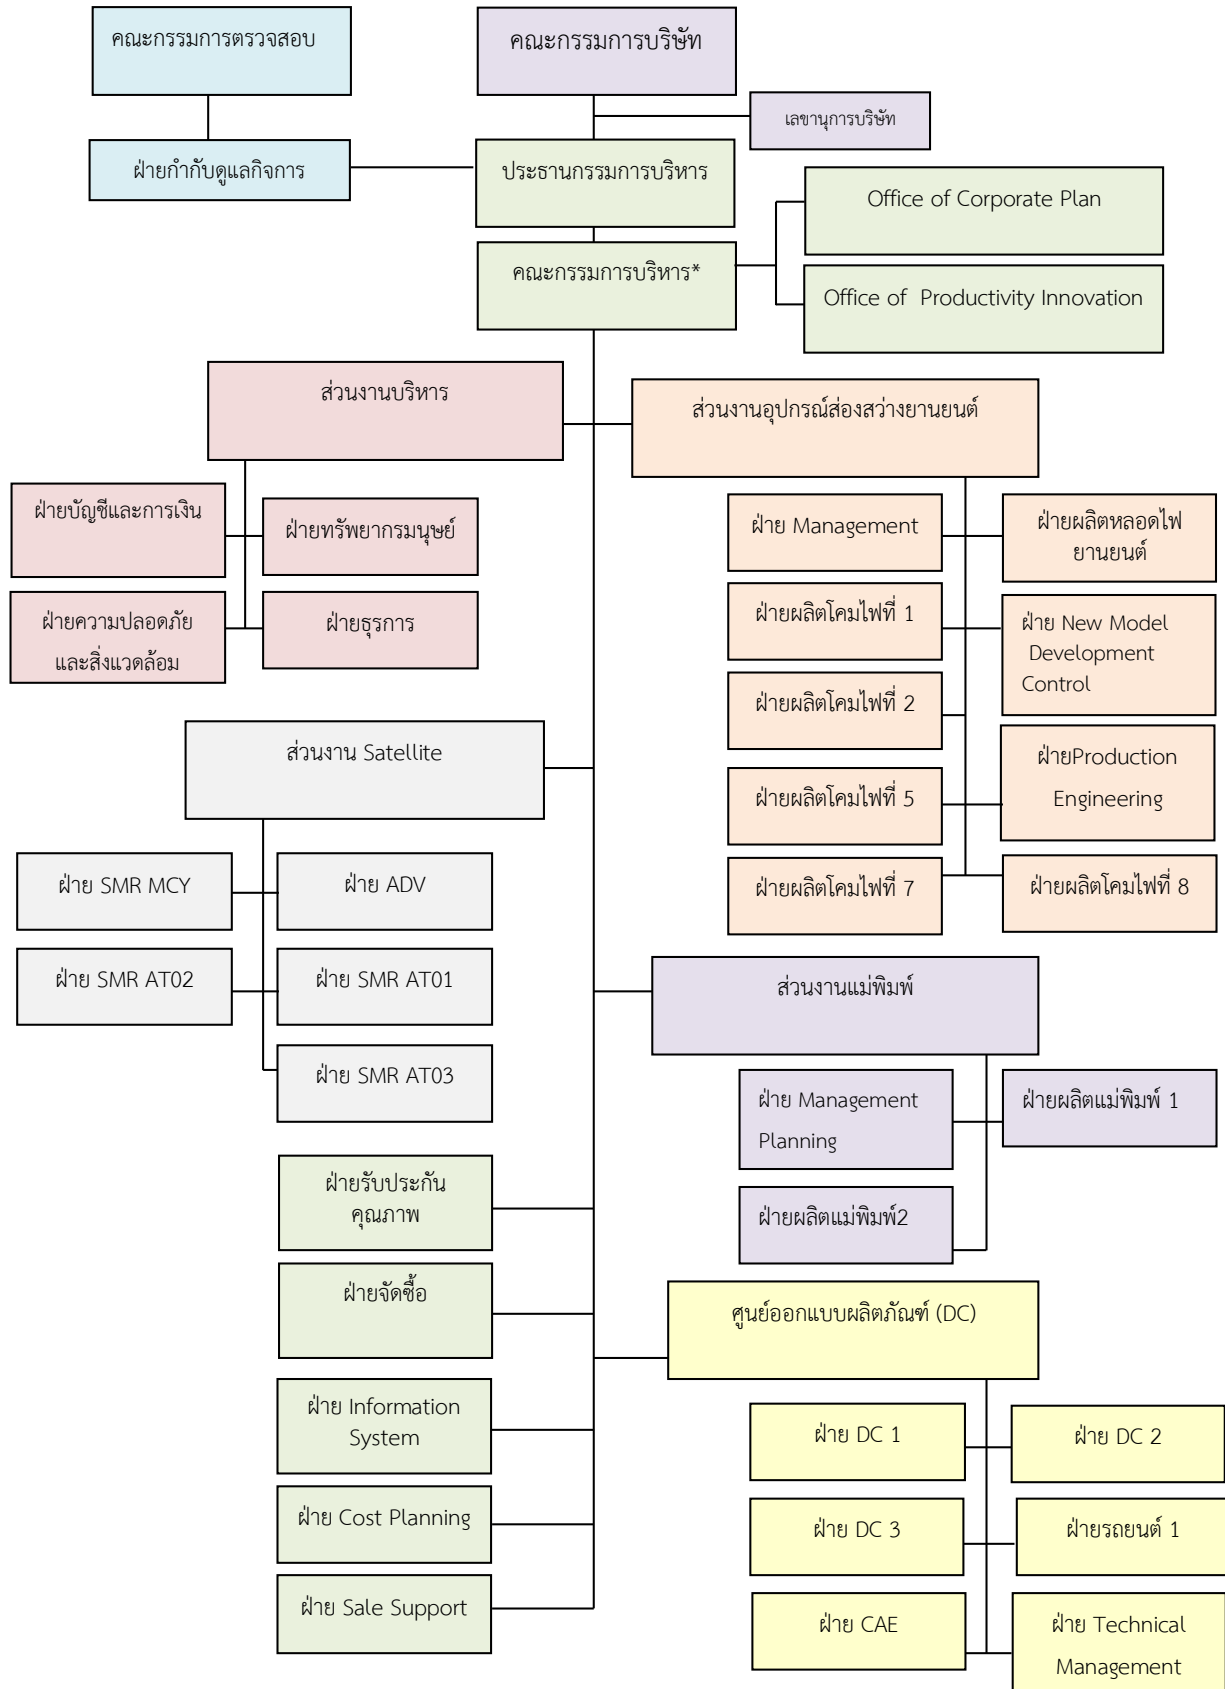 คณะกรรมการตรวจสอบ
คณะกรรมการบริษัท
เลขานุการบริษัท
ฝ่ายกำกับดูแลกิจการ
ประธานกรรมการบริหาร
Office of Corporate Plan
คณะกรรมการบริหาร*
Office of  Productivity Innovation
ส่วนงานบริหาร
ส่วนงานอุปกรณ์ส่องสว่างยานยนต์
ฝ่ายบัญชีและการเงิน
ฝ่ายทรัพยากรมนุษย์
ฝ่ายความปลอดภัย
และสิ่งแวดล้อม
ฝ่ายธุรการ
ฝ่าย Management
ฝ่ายผลิตหลอดไฟ
ยานยนต์
ฝ่ายผลิตโคมไฟที่ 1
ฝ่าย New Model
Development
Control
ฝ่ายผลิตโคมไฟที่ 2
ฝ่ายProduction
Engineering
ฝ่ายผลิตโคมไฟที่ 5
ฝ่ายผลิตโคมไฟที่ 7
ฝ่ายผลิตโคมไฟที่ 8
ส่วนงาน Satellite
ฝ่าย SMR MCY
ฝ่าย ADV
ฝ่าย SMR AT02
ฝ่าย SMR AT01
ฝ่าย SMR AT03
ส่วนงานแม่พิมพ์
ฝ่าย Management
Planning
ฝ่ายผลิตแม่พิมพ์ 1
ฝ่ายผลิตแม่พิมพ์2
ฝ่ายรับประกัน
คุณภาพ
ฝ่ายจัดซื้อ
ฝ่าย Information
System
ฝ่าย Cost Planning
ฝ่าย Sale Support
ศูนย์ออกแบบผลิตภัณฑ์ (DC)
ฝ่าย DC 1
ฝ่าย DC 2
ฝ่าย DC 3
ฝ่ายรถยนต์ 1
ฝ่าย CAE
ฝ่าย Technical
Management